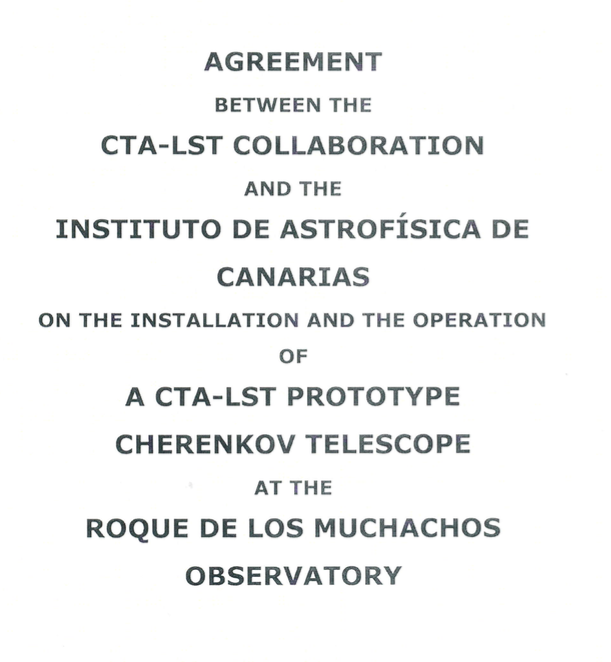 AGREEMENT
BETWEEN THE
CTA-LST COLLABORATION
AND THE
INSTITUTO DE ASTROFÍSICA DE
CANARIAS
ON THE INSTALLATION AND THE OPERATION
OF
A CTA-LST PROTOTYPE
CHERENKOV TELESCOPE
AT THE
ROQUE DE LOS MUCHACHOS
OBSERVATORY